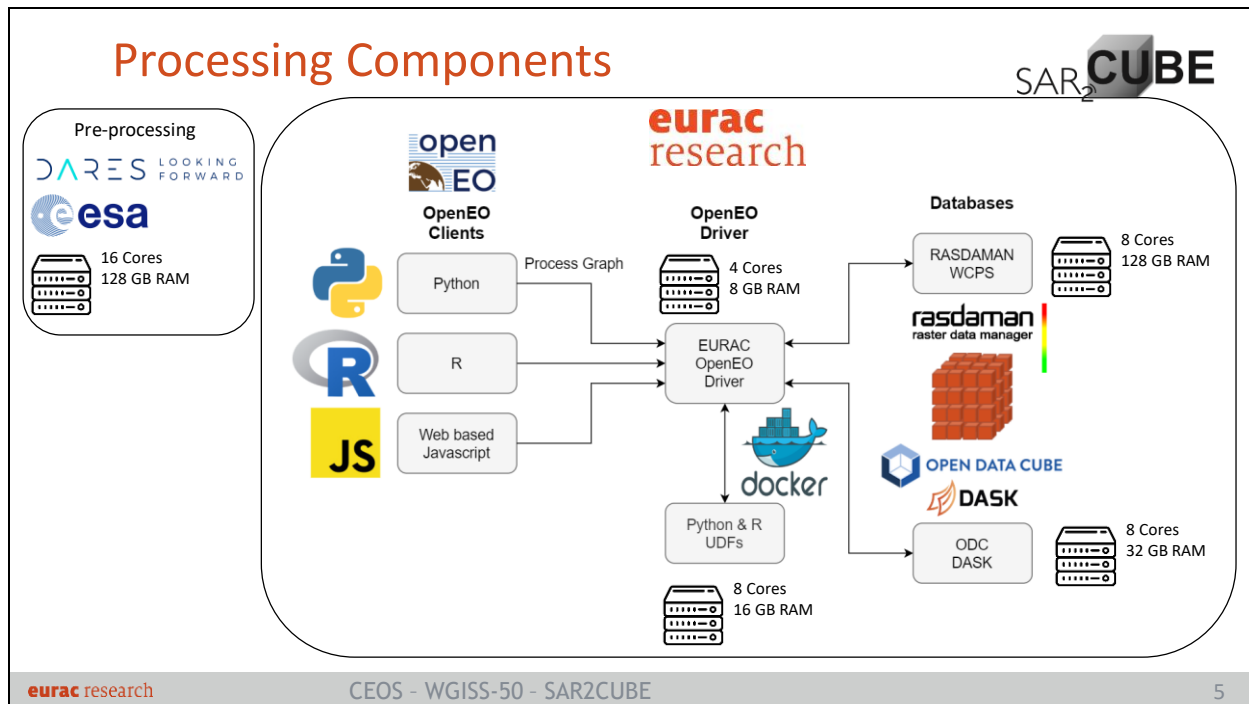 Processing Components
SAR2CUBE
Pre-processing
DARES LOOKING
FORWARD
esa
16 Cores
128 GB RAM
open
EO
eurac
research
OpenEO
Clients
OpenEO
Driver
Databases
Python
Process Graph
4 Cores
8 GB RAM
RASDAMAN
WCPS
8 Cores
128 GB RAM
rasdaman
raster data manager
R
R
EURAC
OpenEO
Driver
JS
Web based
Javascript
docker
OPEN DATA CUBE
DASK
Python & R
UDFs
ODC
DASK
8 Cores
32 GB RAM
8 Cores
16 GB RAM
eurac research
CEOS - WGISS-50 - SAR2CUBE
5